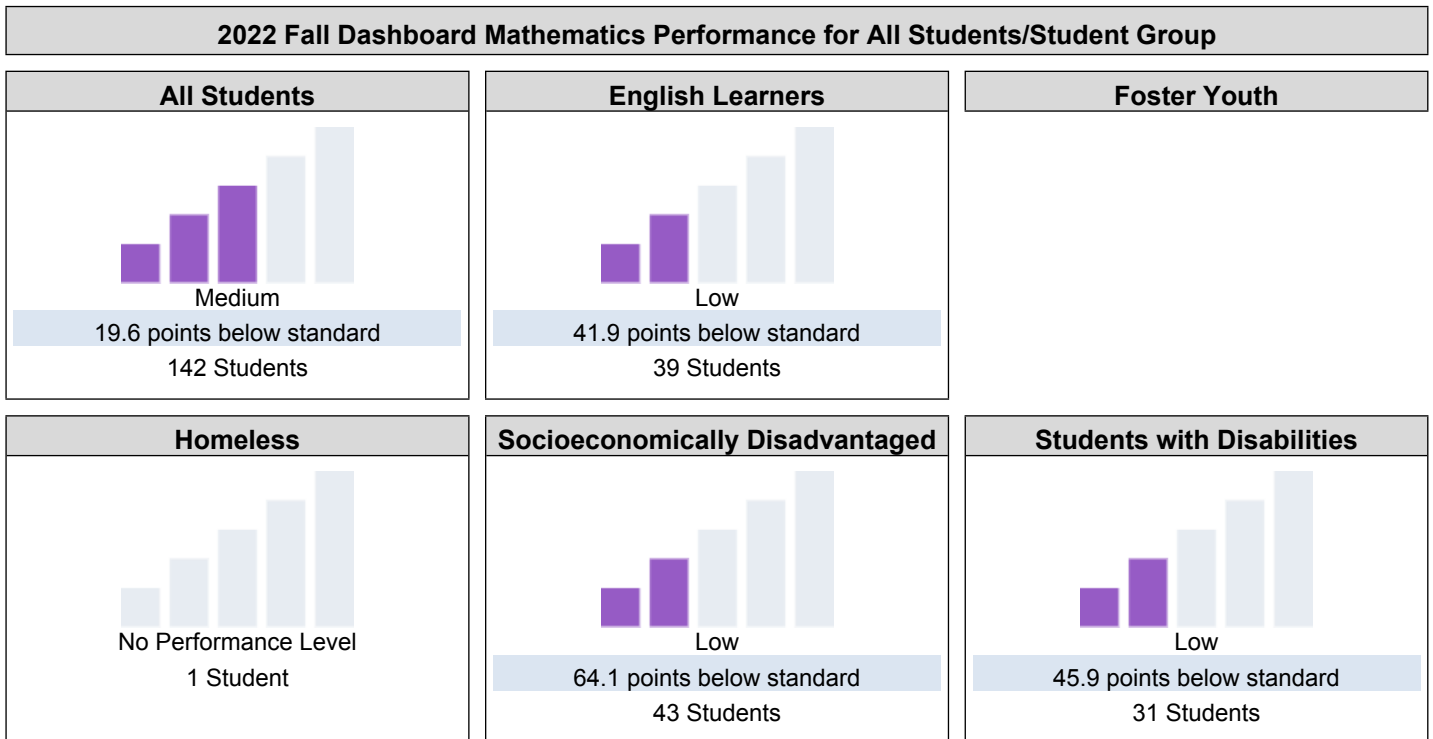 2022 Fall Dashboard Mathematics Performance for All Students/Student Group
All Students
Medium
19.6 points below standard
142 Students
English Learners
Low
41.9 points below standard
39 Students
Foster Youth
Homeless
No Performance Level
1 Student
Socioeconomically Disadvantaged
Low
64.1 points below standard
43 Students
Students with Disabilities
Low
45.9 points below standard
31 Students